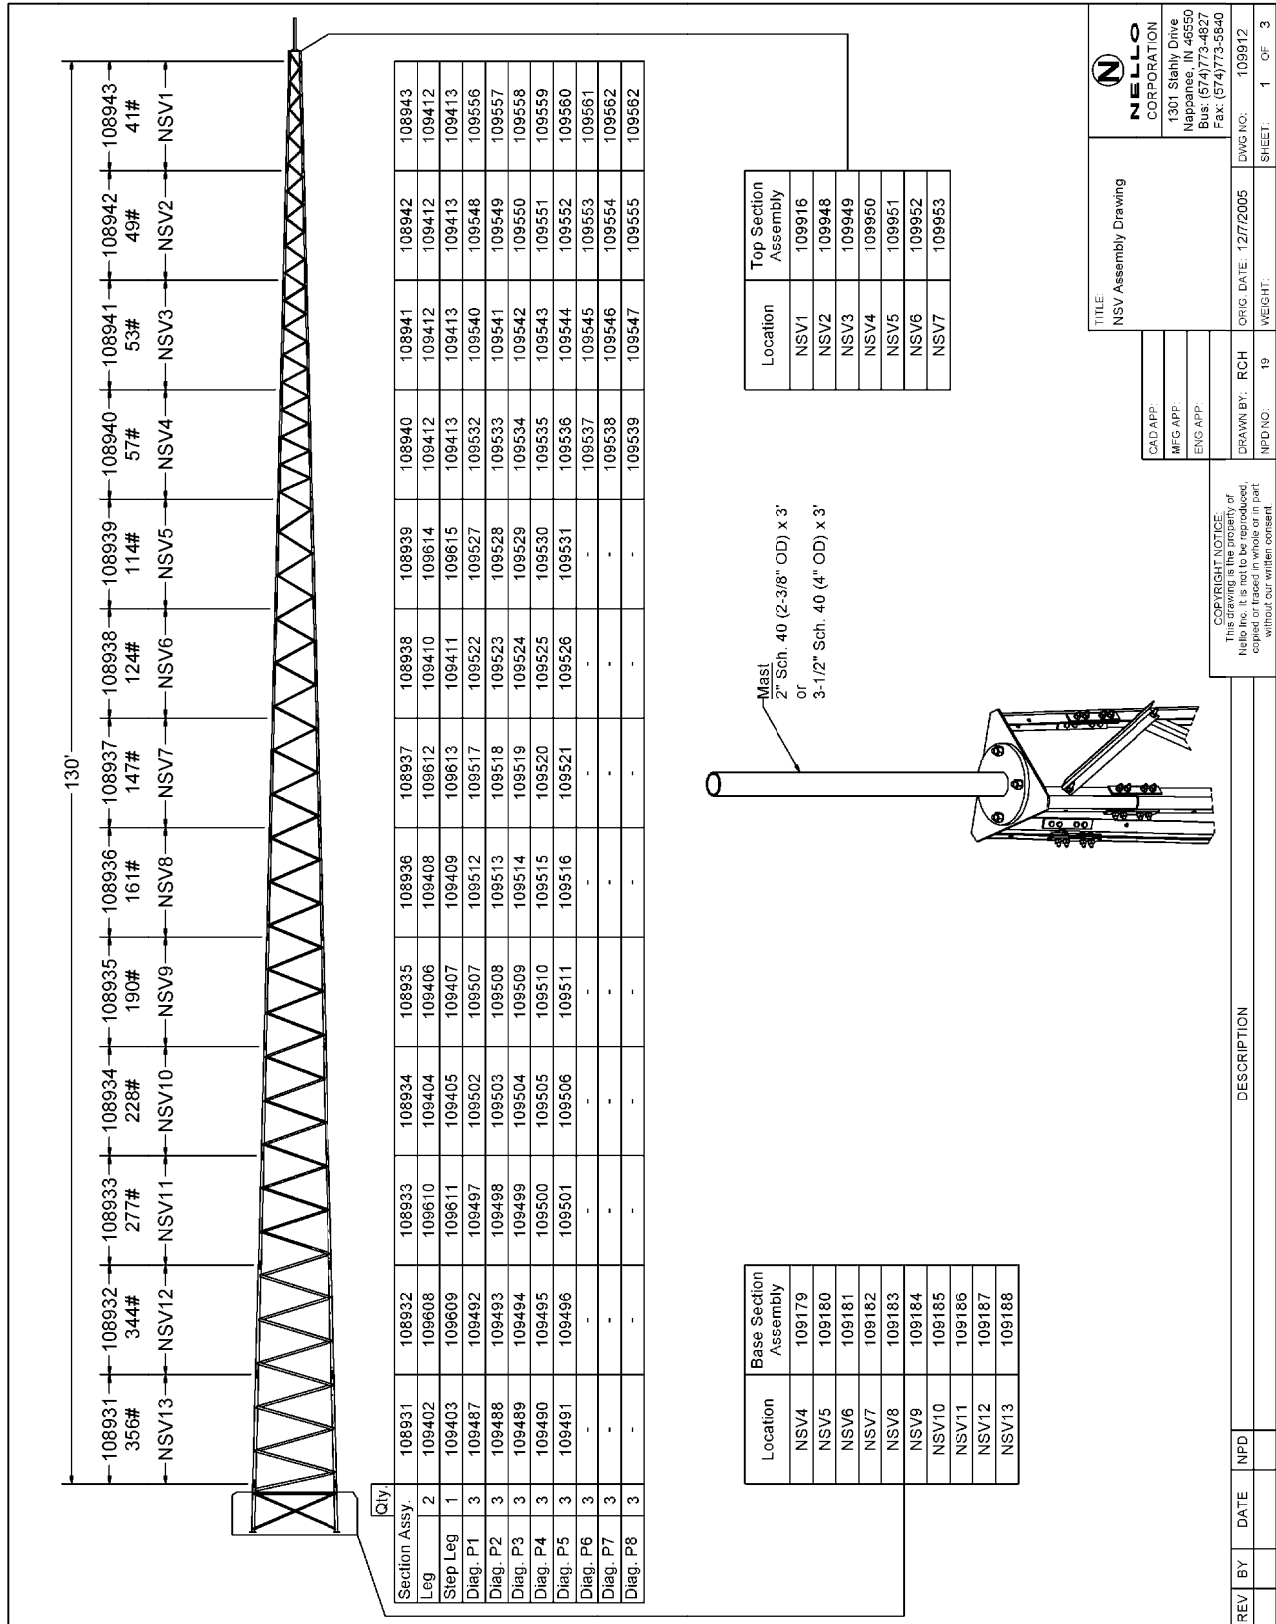 130'
108931 108932 108933 108934 108935 108936 108937 108938 108939 108940 108941 108942 108943
356# 344# 277# 228# 190# 161# 147# 124# 114# 57# 53# 49# 41#
NSV13 NSV12 NSV11 NSV10 NSV9 NSV8 NSV7 NSV6 NSV5 NSV4 NSV3 NSV2 NSV1
Qty.
Section Assy. 108931 108932 108933 108934 108935 108936 108937 108938 108939 108940 108941 108942 108943
Leg 2 109402 109608 109610 109404 109406 109408 109612 109410 109614 109412 109412 109412 109412
Step Leg 1 109403 109609 109611 109405 109407 109409 109613 109411 109615 109413 109413 109413 109413
Diag. P1 3 109487 109492 109497 109502 109507 109512 109517 109522 109527 109532 109540 109548 109556
Diag. P2 3 109488 109493 109498 109503 109508 109513 109518 109523 109528 109533 109541 109549 109557
Diag. P3 3 109489 109494 109499 109504 109509 109514 109519 109524 109529 109534 109542 109550 109558
Diag. P4 3 109490 109495 109500 109505 109510 109515 109520 109525 109530 109535 109543 109551 109559
Diag. P5 3 109491 109496 109501 109506 109511 109516 109521 109526 109531 109536 109544 109552 109560
Diag. P6 3 - - - - - - - - - 109537 109545 109553 109561
Diag. P7 3 - - - - - - - - - 109538 109546 109554 109562
Diag. P8 3 - - - - - - - - - 109539 109547 109555 109562
Location Base Section
Assembly
NSV4 109179
NSV5 109180
NSV6 109181
NSV7 109182
NSV8 109183
NSV9 109184
NSV10 109185
NSV11 109186
NSV12 109187
NSV13 109188
Mast
2" Sch. 40 (2-3/8" OD) x 3'
or
3-1/2" Sch. 40 (4" OD) x 3'
Location Top Section
Assembly
NSV1 109916
NSV2 109948
NSV3 109949
NSV4 109950
NSV5 109951
NSV6 109952
NSV7 109953
REV BY DATE NPD DESCRIPTION
COPYRIGHT NOTICE:
This drawing is the property of
Nello Inc. It is not to be reproduced,
copied or traced in whole or in part
without our written consent.
CAD APP:
MFG APP:
ENG APP:
TITLE:
NSV Assembly Drawing
N
NELLO
CORPORATION
1301 Stahly Drive
Nappanee, IN 46550
Bus: (574)773-4827
Fax: (574)773-5840
DRAWN BY: RCH ORIG. DATE: 12/7/2005 DWG NO: 109912
NPD NO: 19 WEIGHT: SHEET: 1 OF 3